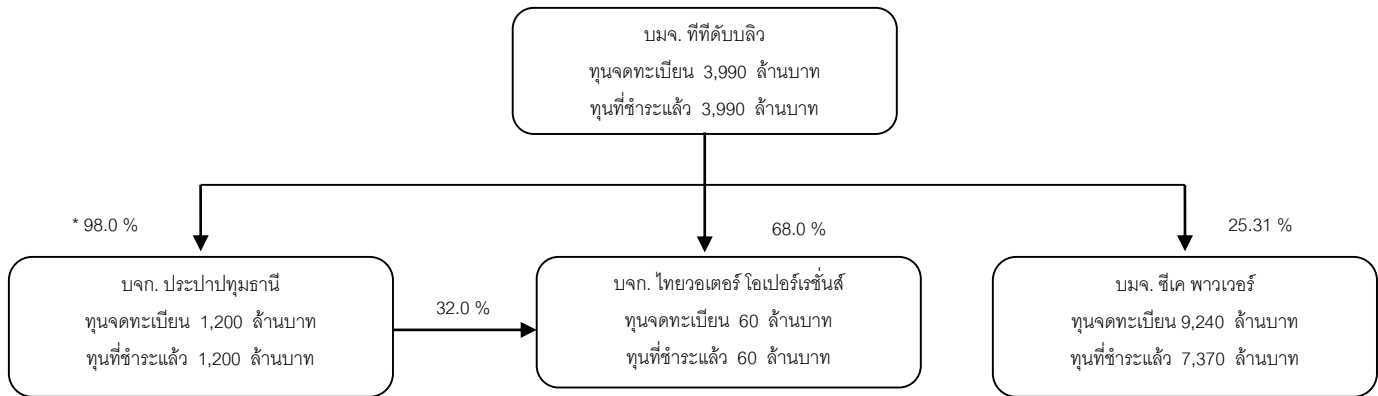 บมจ. ทีทีดับบลิว
ทุนจดทะเบียน 3,990 ล้านบาท
ทุนที่ชำระแล้ว 3,990 ล้านบาท
* 98.0 %
68.0 %
25.31 %
บจก. ประปาปทุมธานี
ทุนจดทะเบียน 1,200 ล้านบาท
ทุนที่ชำระแล้ว 1,200 ล้านบาท
32.0 %
บจก. ไทยวอเตอร์ โอเปอร์เรชั่นส์
ทุนจดทะเบียน 60 ล้านบาท
ทุนที่ชำระแล้ว 60 ล้านบาท
บมจ. ซีเค พาวเวอร์
ทุนจดทะเบียน 9,240 ล้านบาท
ทุนที่ชำระแล้ว 7,370 ล้านบาท